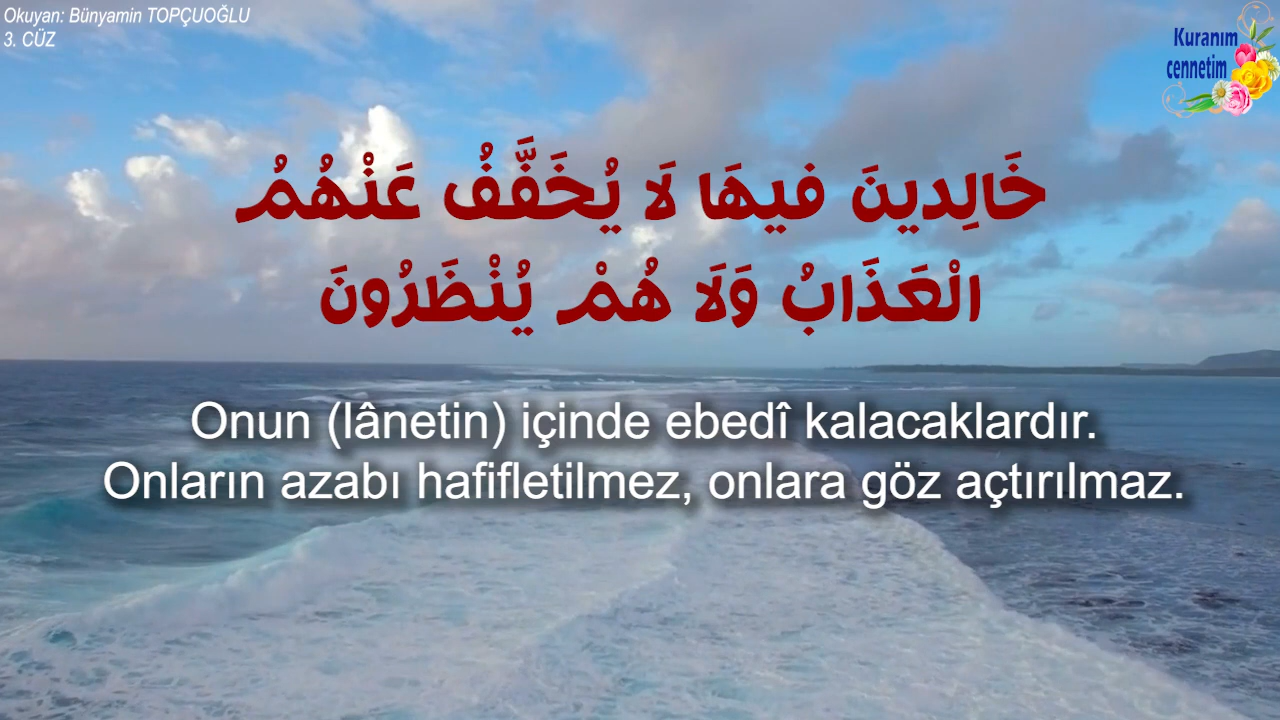 Okuyan: Bünyamin TOPÇUOĞLU
3. CÜZ
Kuranım
cennetim
خَالِدينَ فيهَا لَا يُخَفَّفُ عَنْهُمُ
الْعَذَابُ وَلَا هُمْ يُنْظَرُونَ
Onun (lânetin) içinde ebedî kalacaklardır.
Onların azabı hafifletilmez, onlara göz açtırılmaz.